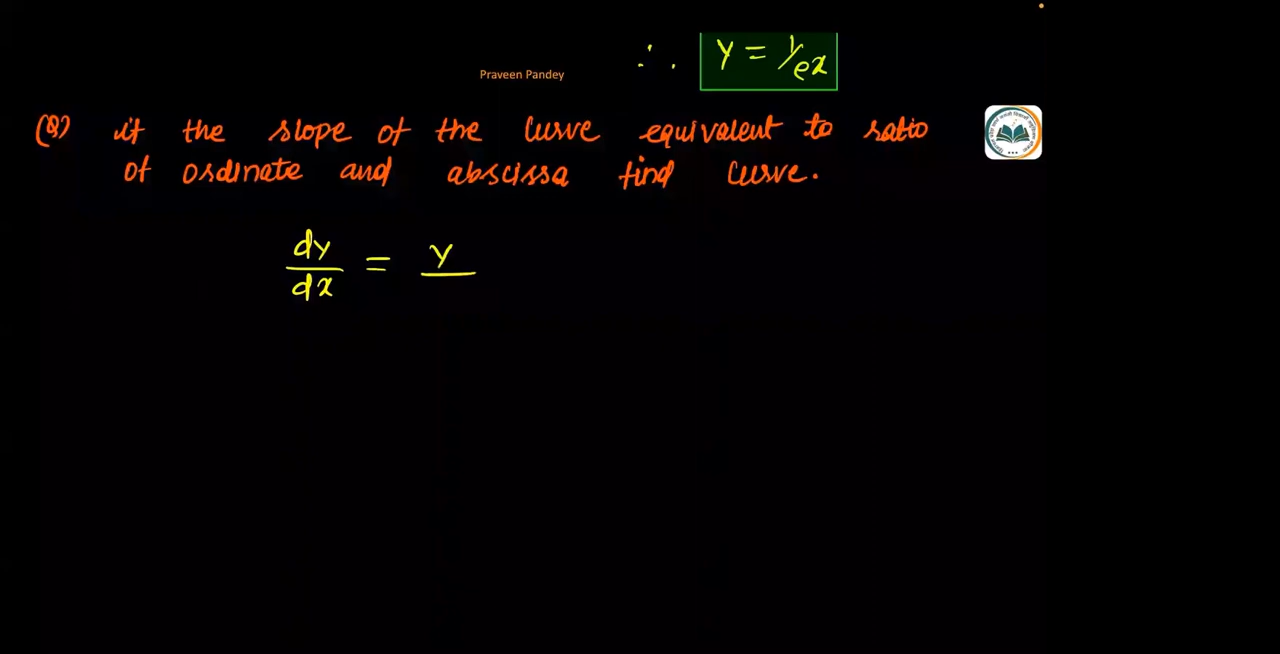 ∴ y = 1/ex
Praveen Pandey
(Q) if the slope of the curve equivalent to ratio
of ordinate and abscissa find curve.
dy/dx = y